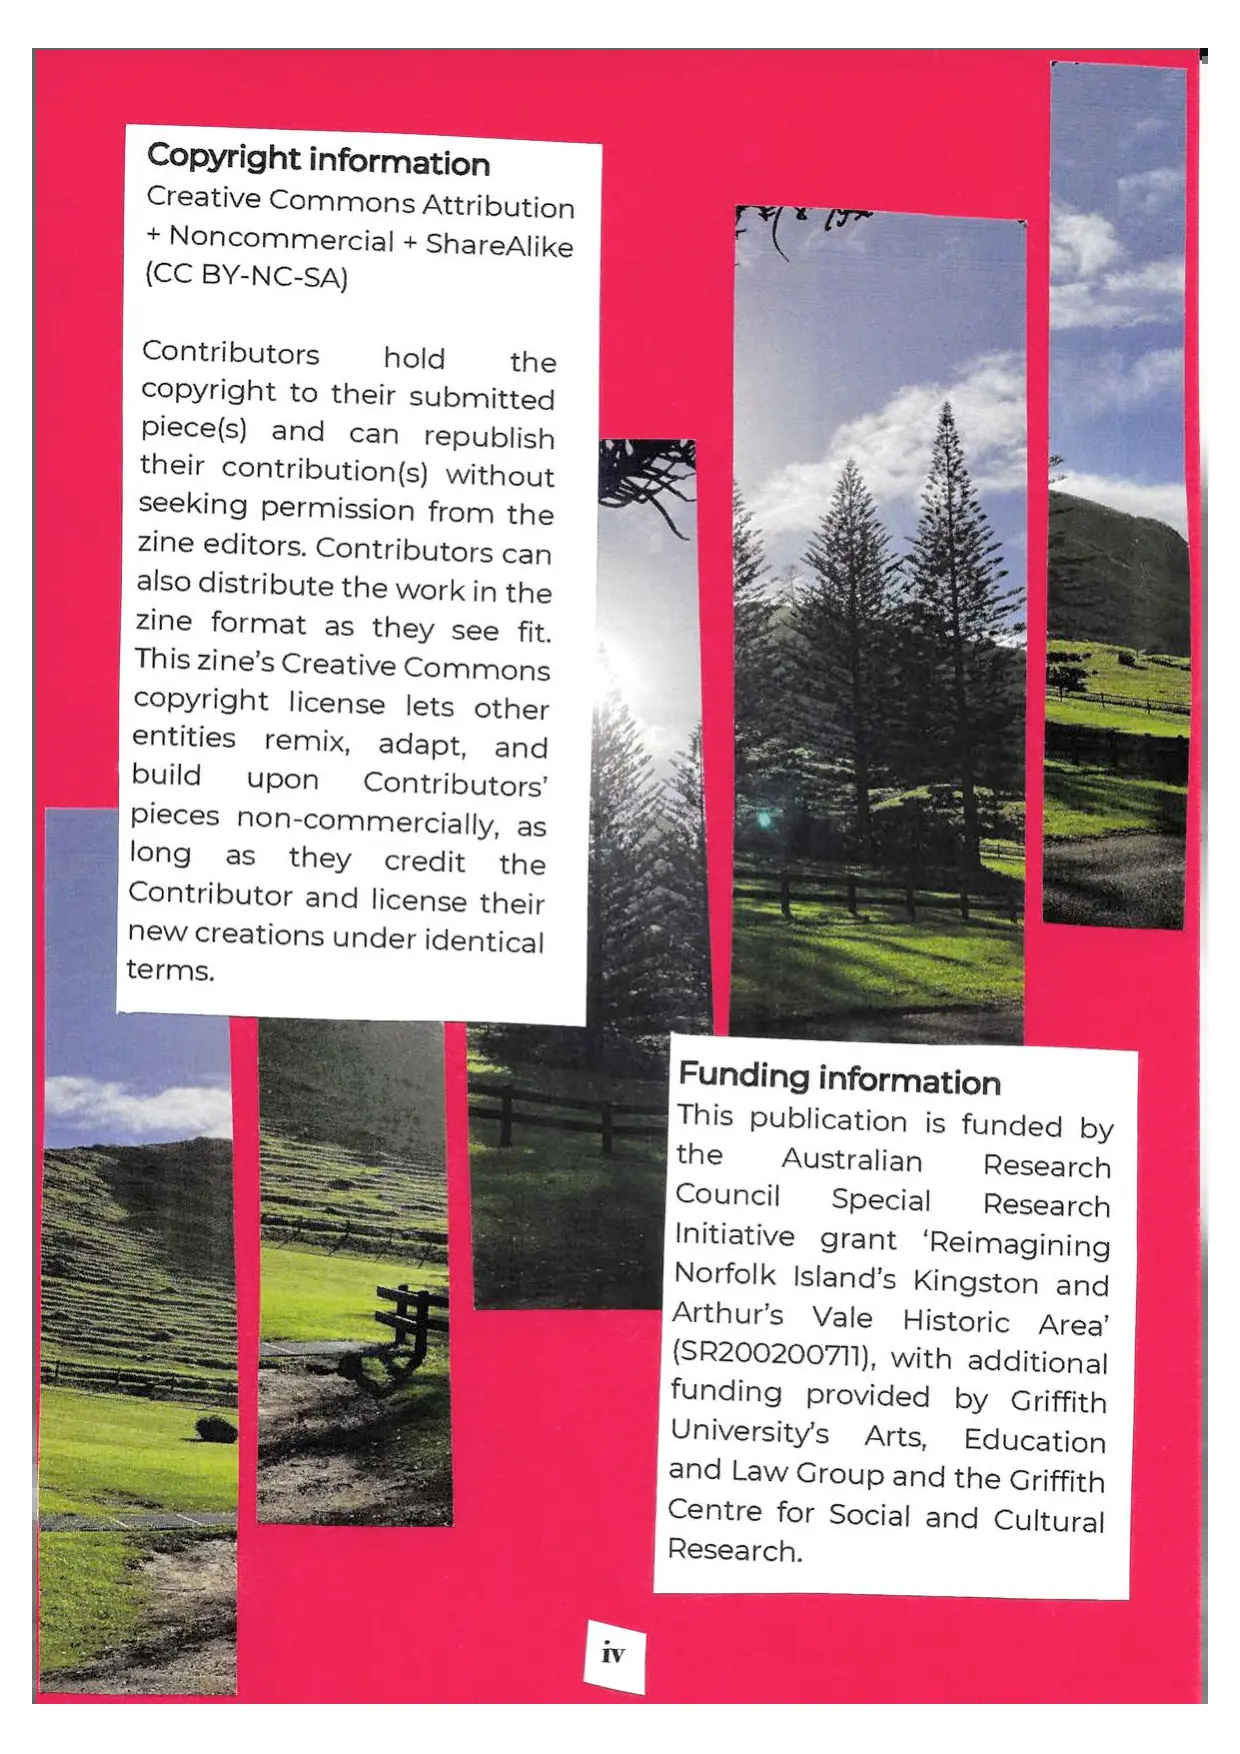 Copyright information
Creative Commons Attribution
+ Noncommercial + ShareAlike
(CC BY-NC-SA)
Contributors hold the
copyright to their submitted
piece(s) and can republish
their contribution(s) without
seeking permission from the
zine editors. Contributors can
also distribute the work in the
zine format as they see fit.
This zine's Creative Commons
copyright license lets other
entities remix, adapt, and
build upon Contributors'
pieces non-commercially, as
long as they credit the
Contributor and license their
new creations under identical
terms.
Funding information
This publication is funded by
the Australian Research
Council Special Research
Initiative grant ‘Reimagining
Norfolk Island's Kingston and
Arthur's Vale Historic Area’
(SR200200711), with additional
funding provided by Griffith
University's Arts, Education
and Law Group and the Griffith
Centre for Social and Cultural
Research.
iv